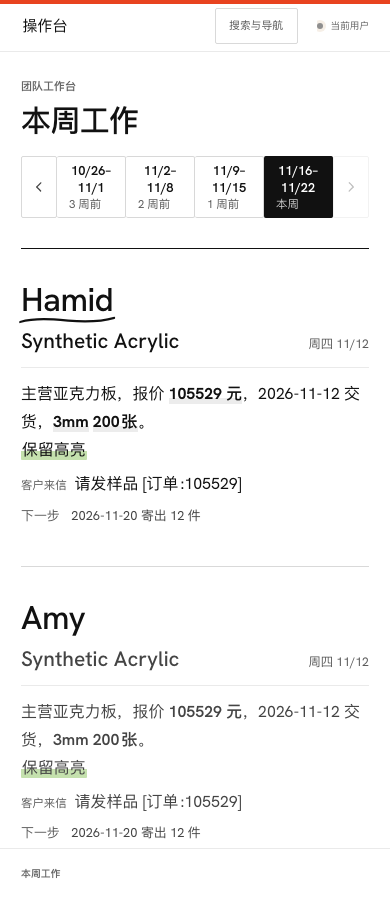 操作台
搜索与导航
当前用户
团队工作台
本周工作
10/26–
11/1
3 周前
11/2–
11/8
2 周前
11/9–
11/15
1 周前
11/16–
11/22
本周
Hamid
Synthetic Acrylic
周四 11/12
主营亚克力板，报价 105529 元，2026-11-12 交
货，3mm 200张。
保留高亮
客户来信 请发样品 [订单:105529]
下一步 2026-11-20 寄出 12 件
Amy
Synthetic Acrylic
周四 11/12
主营亚克力板，报价 105529 元，2026-11-12 交
货，3mm 200张。
保留高亮
客户来信 请发样品 [订单:105529]
下一步 2026-11-20 寄出 12 件
本周工作